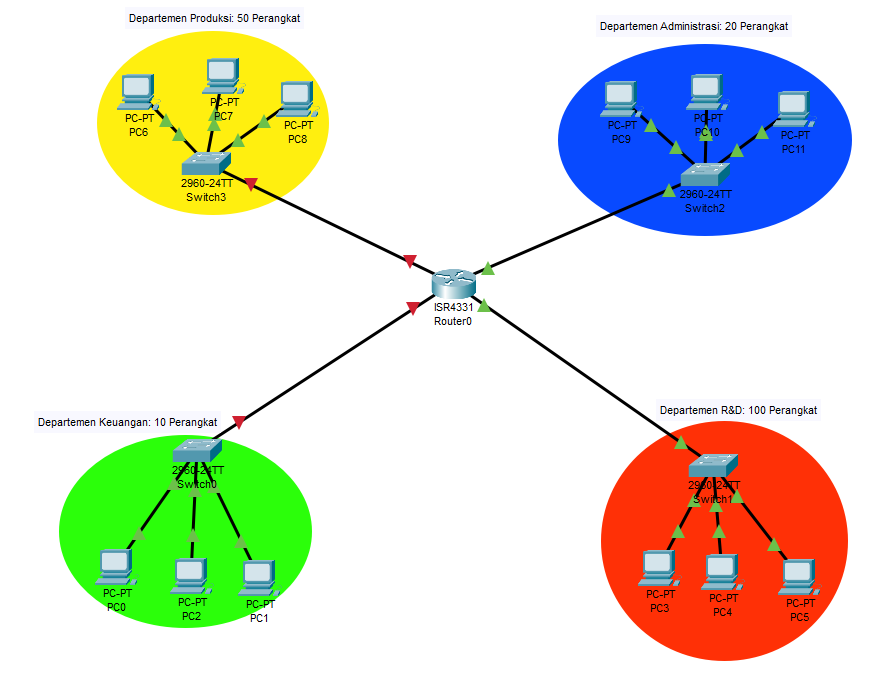 Departemen Produksi: 50 Perangkat
PC-PT
PC6
PC-PT
PC7
PC-PT
PC8
2960-24TT
Switch3
Departemen Administrasi: 20 Perangkat
PC-PT
PC9
PC-PT
PC10
PC-PT
PC11
2960-24TT
Switch2
ISR4331
Router0
Departemen Keuangan: 10 Perangkat
2960-24TT
Switch0
PC-PT
PC0
PC-PT
PC2
PC-PT
PC1
Departemen R&D: 100 Perangkat
2960-24TT
Switch1
PC-PT
PC3
PC-PT
PC4
PC-PT
PC5